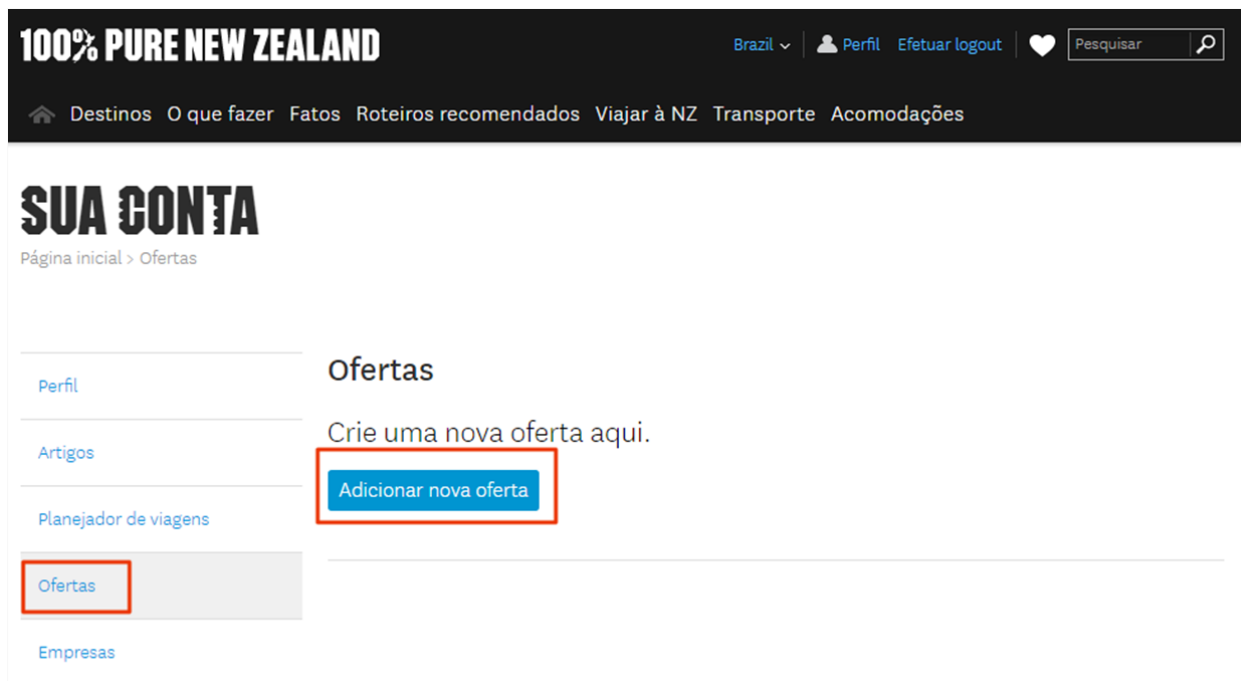 100% PURE NEW ZEALAND
Brazil Perfil Efetuar logout Pesquisar
Destinos O que fazer Fatos Roteiros recomendados Viajar à NZ Transporte Acomodações
SUA CONTA
Página inicial > Ofertas
Perfil
Artigos
Planejador de viagens
Ofertas
Empresas
Ofertas
Crie uma nova oferta aqui.
Adicionar nova oferta